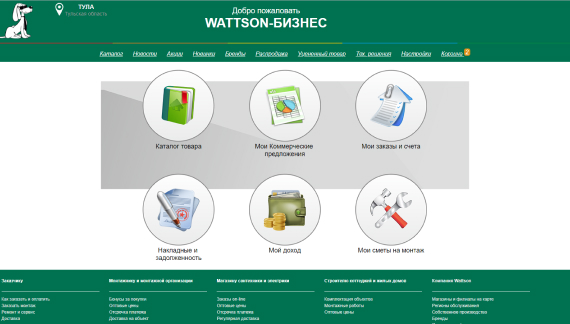 ТУЛА
Тульская область
Добро пожаловать
WATTSON-БИЗНЕС
Каталог Новости Акции Новинки Бренды Распродажа Уцененный товар Тех. решения Настройки Корзина
Каталог товара
Мои Коммерческие
предложения
Мои заказы и счета
Накладные и
задолженность
Мой доход
Мои сметы на монтаж
Заказчику
Как заказать и оплатить
Заказать монтаж
Ремонт и сервис
Доставка
Монтажнику и монтажной организации
Бонусы за покупки
Оптовые цены
Отсрочка платежа
Доставка на объект
Магазину сантехники и электрики
Заказы on-line
Оптовые цены
Отсрочка платежа
Регулярная доставка
Строителю коттеджей и жилых домов
Комплектация объектов
Монтажные работы
Оптовые цены
Компания Wattson
Магазины и филиалы на карте
Регионы обслуживания
Собственное производство
Бренды